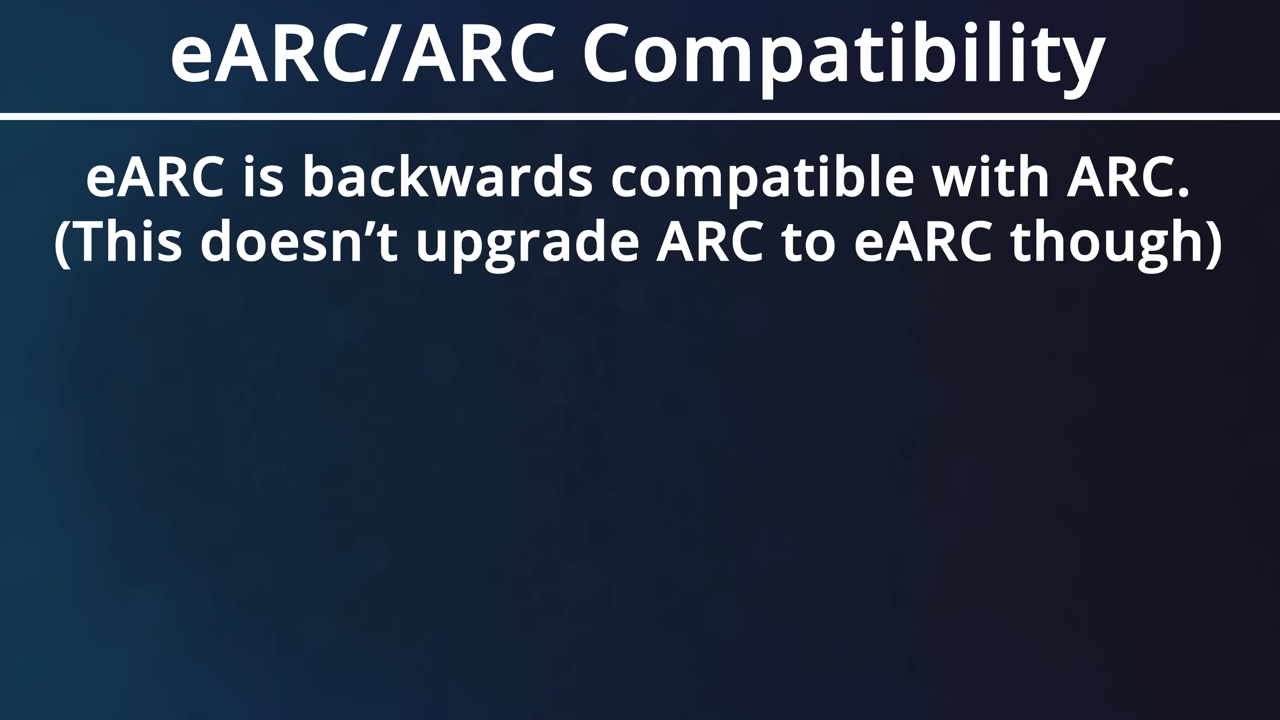 eARC/ARC Compatibility
eARC is backwards compatible with ARC.
(This doesn’t upgrade ARC to eARC though)